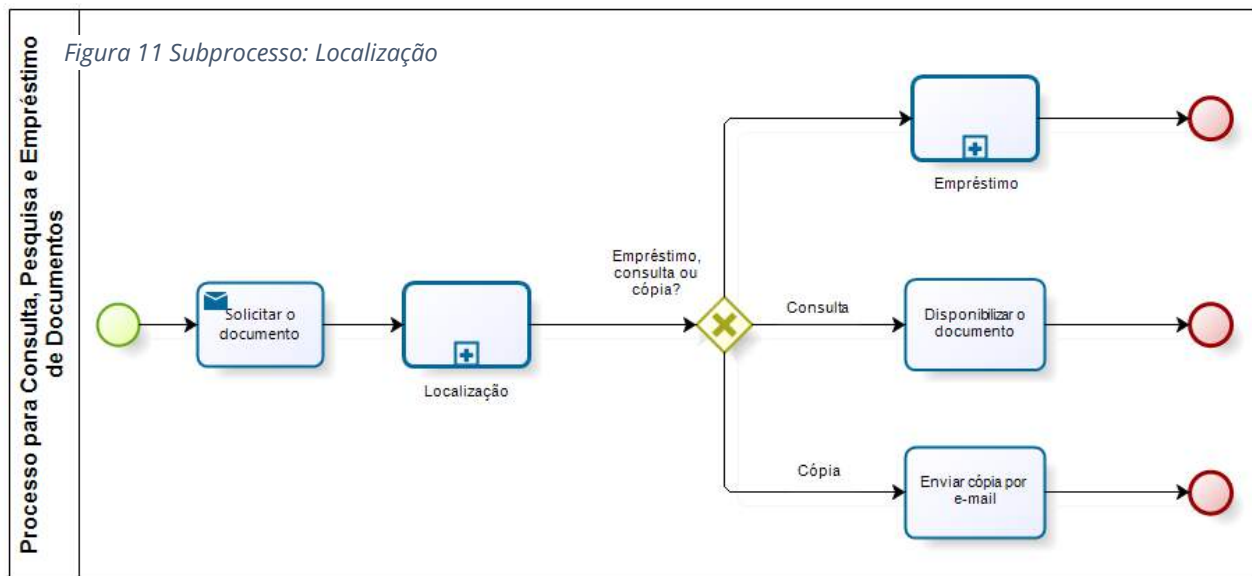 Processo para Consulta, Pesquisa e Empréstimo
de Documentos
Figura 11 Subprocesso: Localização
Solicitar o
documento
Localização
Empréstimo,
consulta ou
cópia?
Empréstimo
Consulta
Disponibilizar o
documento
Cópia
Enviar cópia por
e-mail